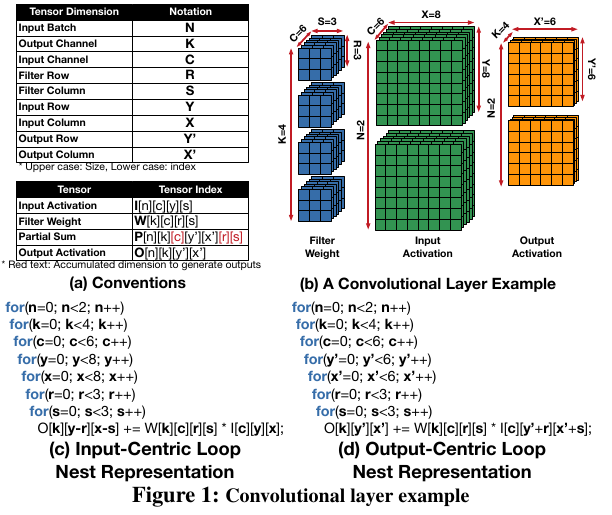 Tensor Dimension Notation
Input Batch N
Output Channel K
Input Channel C
Filter Row R
Filter Column S
Input Row Y
Input Column X
Output Row Y’
Output Column X’
* Upper case: Size, Lower case: index
Tensor Tensor Index
Input Activation I[n][c][y][s]
Filter Weight W[k][c][r][s]
Partial Sum P[n][k][c][y’][x’][r][s]
Output Activation O[n][k][y’][x’]
* Red text: Accumulated dimension to generate outputs
(a) Conventions
C=6
S=3
R=3
K=4
Filter
Weight
C=6
X=8
Y=8
N=2
Input
Activation
K=4
X’=6
Y’=6
N=2
Output
Activation
(b) A Convolutional Layer Example
for(n=0; n<2; n++)
for(k=0; k<4; k++)
for(c=0; c<6; c++)
for(y=0; y<8; y++)
for(x=0; x<8; x++)
for(r=0; r<3; r++)
for(s=0; s<3; s++)
O[k][y-r][x-s] += W[k][c][r][s] * I[c][y][x];
(c) Input-Centric Loop
Nest Representation
for(n=0; n<2; n++)
for(k=0; k<4; k++)
for(c=0; c<6; c++)
for(y’=0; y’<6; y’++)
for(x’=0; x’<6; x’++)
for(r=0; r<3; r++)
for(s=0; s<3; s++)
O[k][y’][x’] += W[k][c][r][s] * I[c][y’+r][x’+s];
(d) Output-Centric Loop
Nest Representation
Figure 1: Convolutional layer example